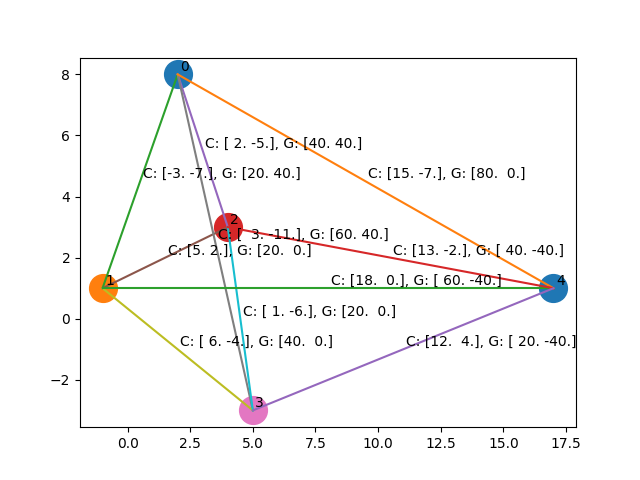 8
6
4
2
0
−2
0.0
2.5
5.0
7.5
10.0
12.5
15.0
17.5
0
C: [ 2. -5.], G: [40. 40.]
C: [-3. -7.], G: [20. 40.]
C: [15. -7.], G: [80.  0.]
2
C: [  3. -11.], G: [60. 40.]
C: [5. 2.], G: [20.  0.]
C: [13. -2.], G: [ 40. -40.]
1
C: [18.  0.], G: [ 60. -40.]
4
C: [ 1. -6.], G: [20.  0.]
C: [ 6. -4.], G: [40.  0.]
C: [12.  4.], G: [ 20. -40.]
3